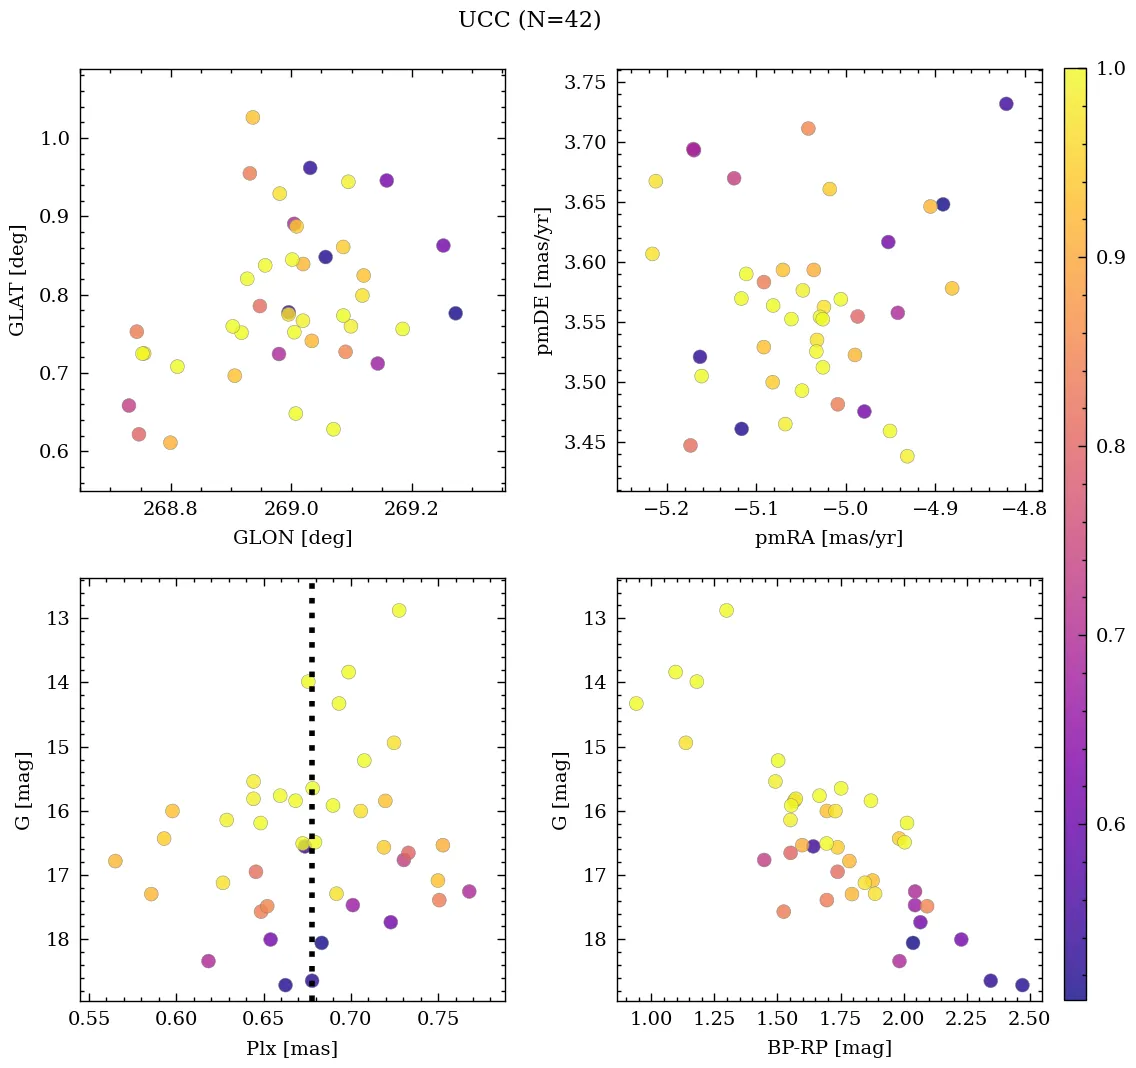 UCC (N=42)
1.0
0.9
0.8
0.7
0.6
GLAT [deg]
268.8 269.0 269.2
GLON [deg]
3.75
3.70
3.65
3.60
3.55
3.50
3.45
pmDE [mas/yr]
−5.2 −5.1 −5.0 −4.9 −4.8
pmRA [mas/yr]
13
14
15
16
17
18
G [mag]
0.55 0.60 0.65 0.70 0.75
Plx [mas]
13
14
15
16
17
18
G [mag]
1.00 1.25 1.50 1.75 2.00 2.25 2.50
BP-RP [mag]
1.0
0.9
0.8
0.7
0.6